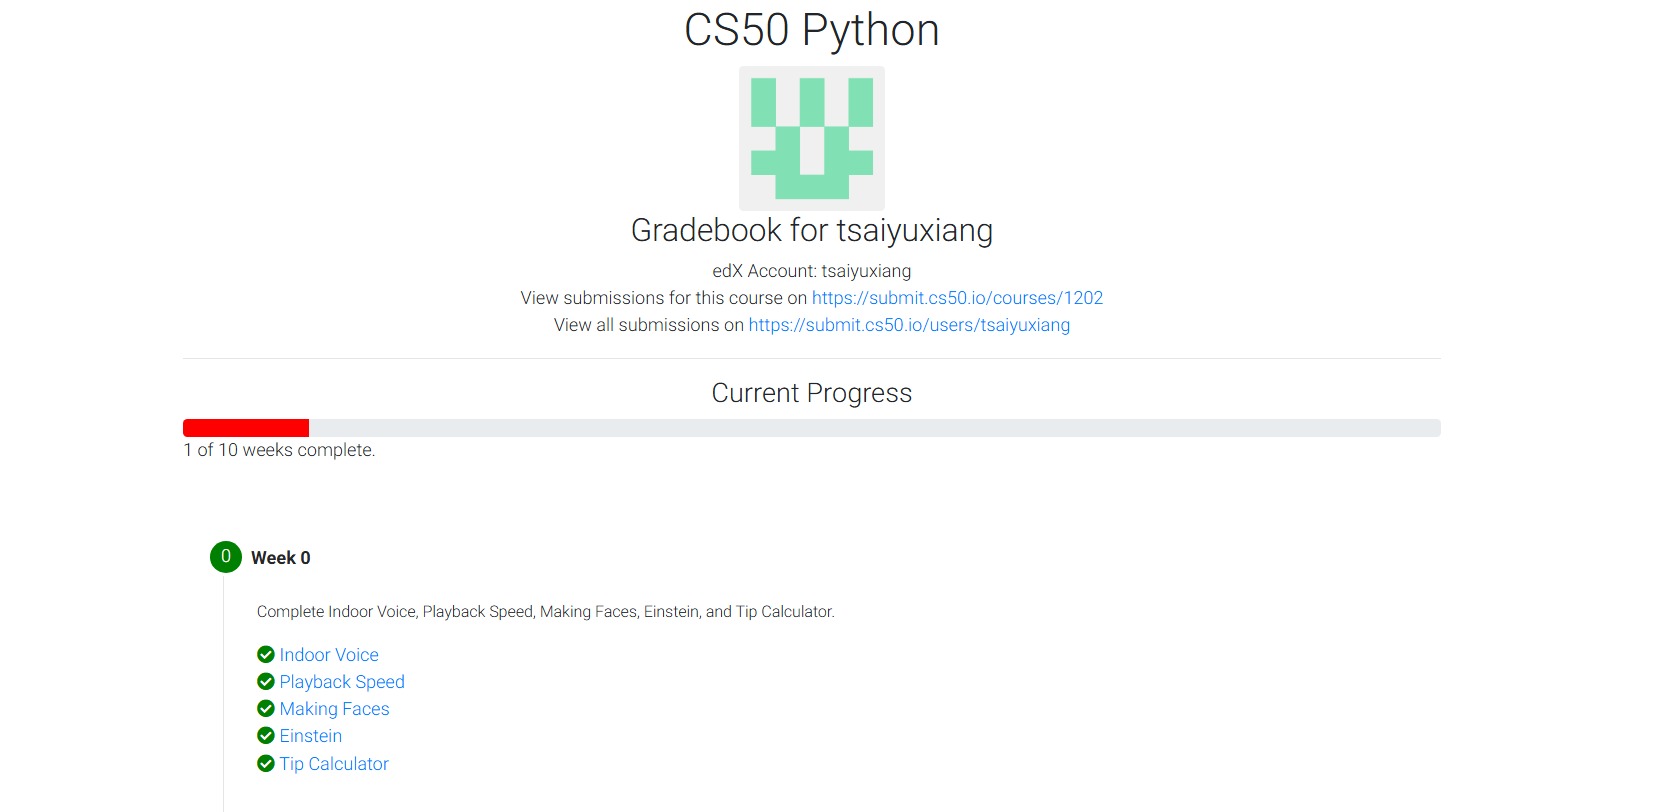 CS50 Python
Gradebook for tsaiyuxiang
edX Account: tsaiyuxiang
View submissions for this course on https://submit.cs50.io/courses/1202
View all submissions on https://submit.cs50.io/users/tsaiyuxiang
Current Progress
1 of 10 weeks complete.
0 Week 0
Complete Indoor Voice, Playback Speed, Making Faces, Einstein, and Tip Calculator.
Indoor Voice
Playback Speed
Making Faces
Einstein
Tip Calculator